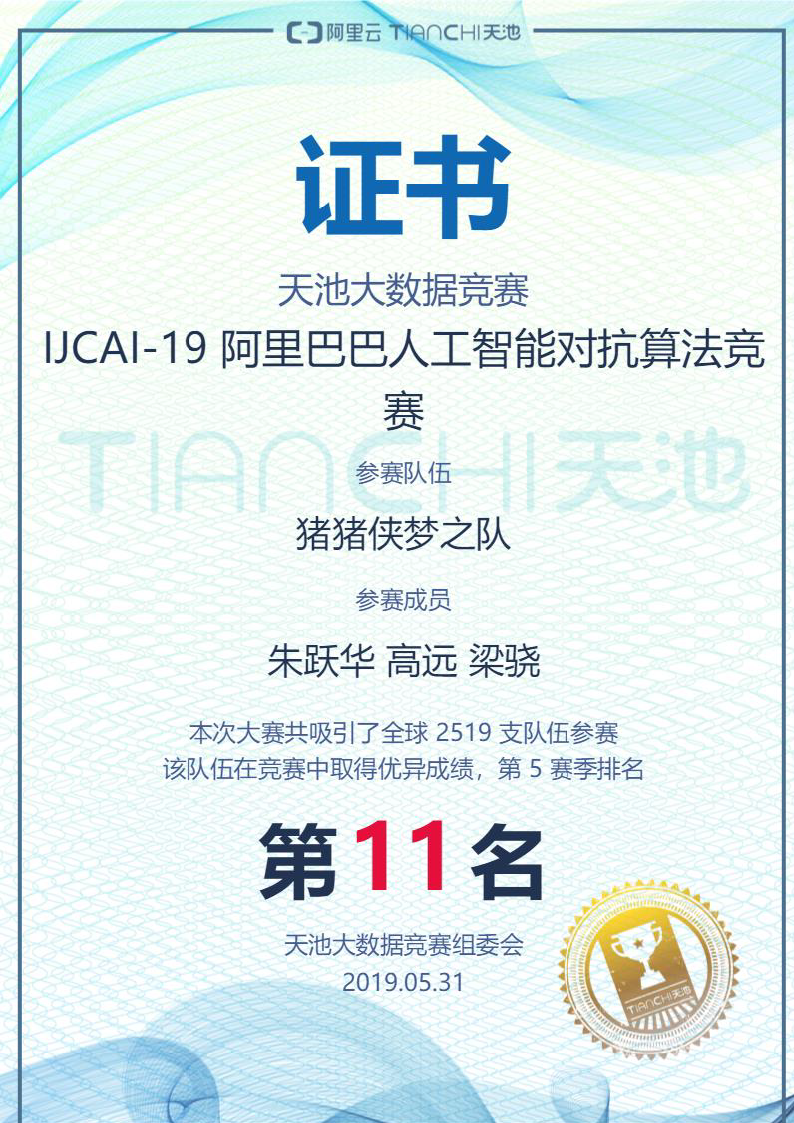 阿里云 TIANCHI天池
证书
天池大数据竞赛
IJCAI-19 阿里巴巴人工智能对抗算法竞
赛
TIANCHI天池
参赛队伍
猪猪侠梦之队
参赛成员
朱跃华 高远 梁骁
本次大赛共吸引了全球 2519 支队伍参赛
该队伍在竞赛中取得优异成绩，第 5 赛季排名
第11名
天池大数据竞赛组委会
2019.05.31
TIANCHI天池